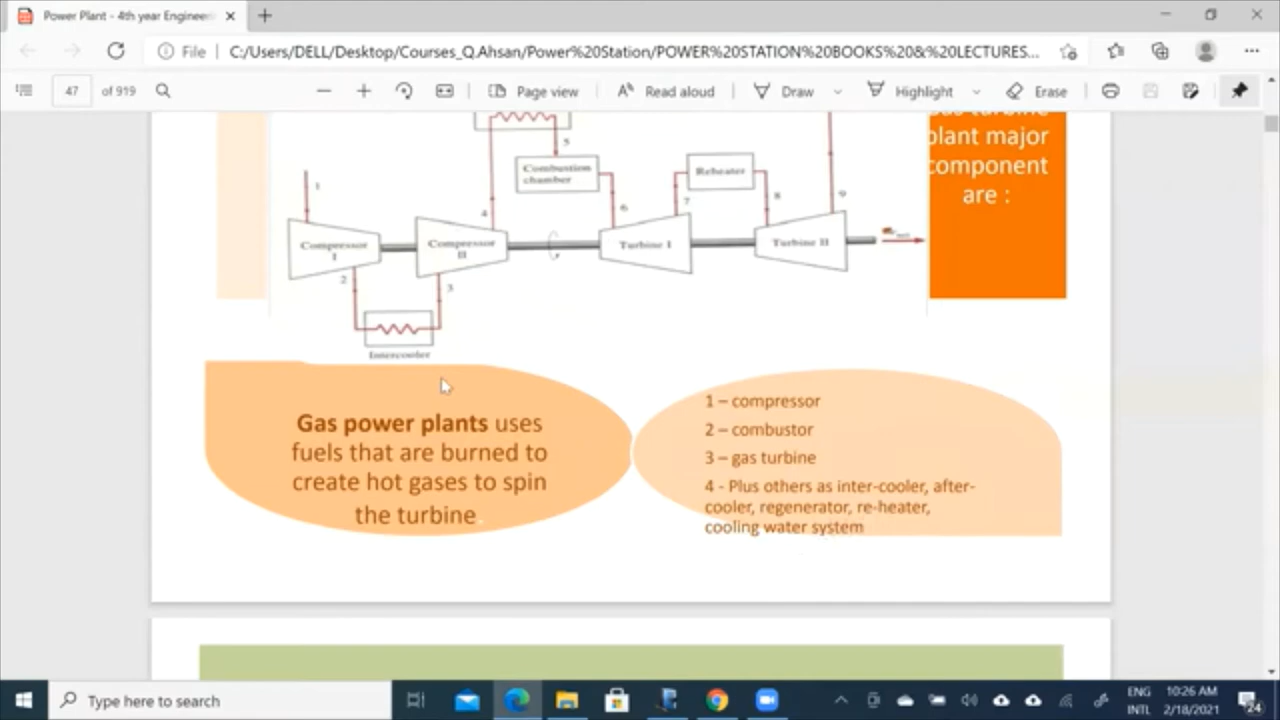 Power Plant - 4th year Engineer
File
C:/Users/DELL/Desktop/Courses_Q.Ahsan/Power%20Station/POWER%20STATION%20BOOKS%20&%20LECTURES...
47 of 919
Page view
Read aloud
Draw
Highlight
Erase
plant major
component
are :
1
5
Combustion
chamber
Reheater
4
6
7
8
9
Compressor
I
Compressor
II
Turbine I
Turbine II
2
3
Intercooler
Gas power plants uses
fuels that are burned to
create hot gases to spin
the turbine.
1 – compressor
2 – combustor
3 – gas turbine
4 - Plus others as inter-cooler, after-
cooler, regenerator, re-heater,
cooling water system
Type here to search
ENG
INTL
10:26 AM
2/18/2021
24